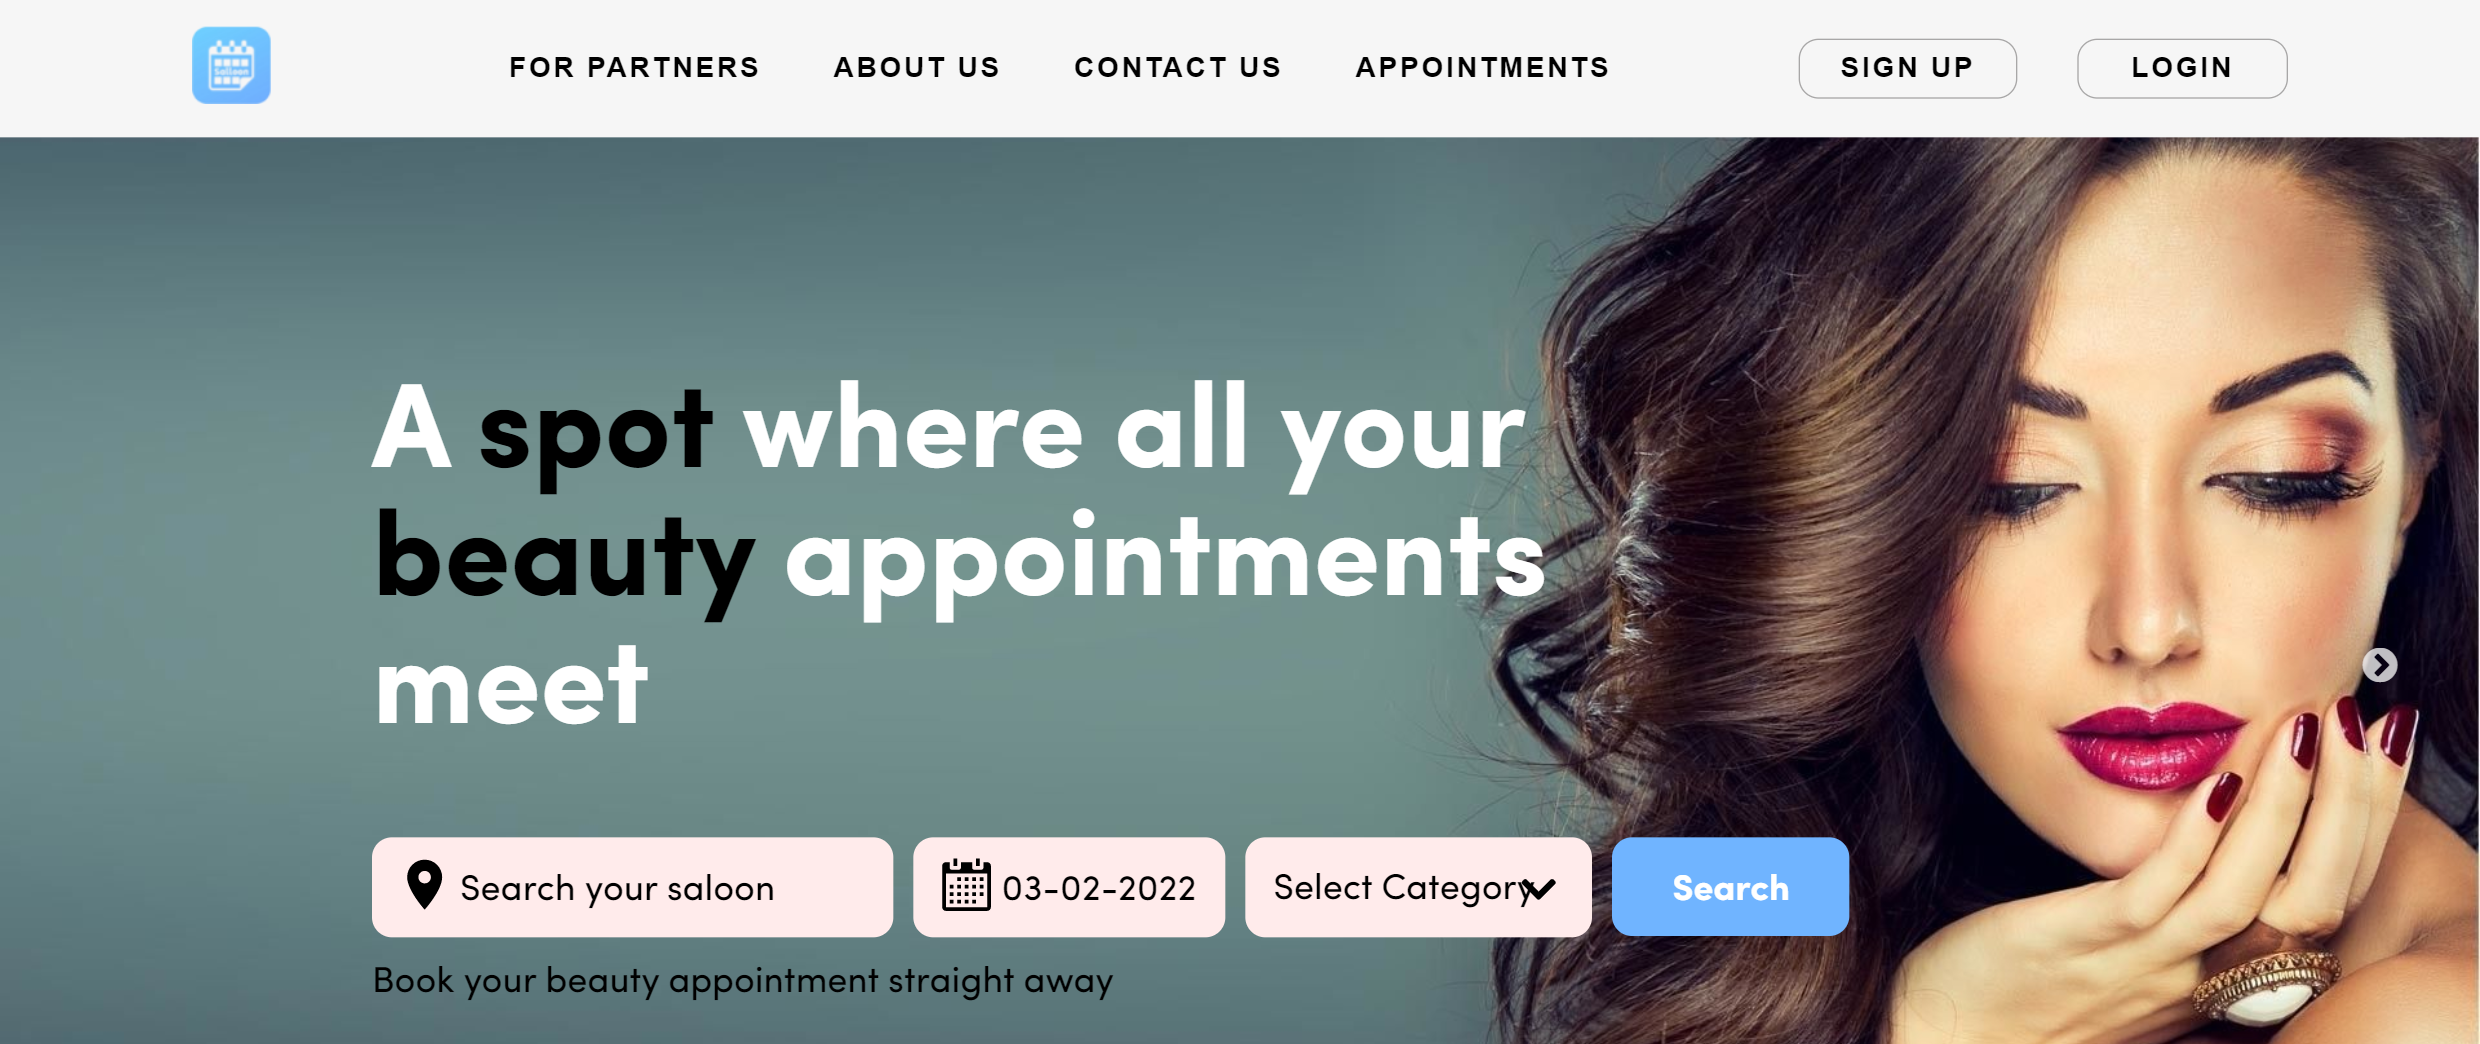 Salloon
FOR PARTNERS
ABOUT US
CONTACT US
APPOINTMENTS
SIGN UP
LOGIN
A spot where all your
beauty appointments
meet
Search your saloon
03-02-2022
Select Category
Search
Book your beauty appointment straight away